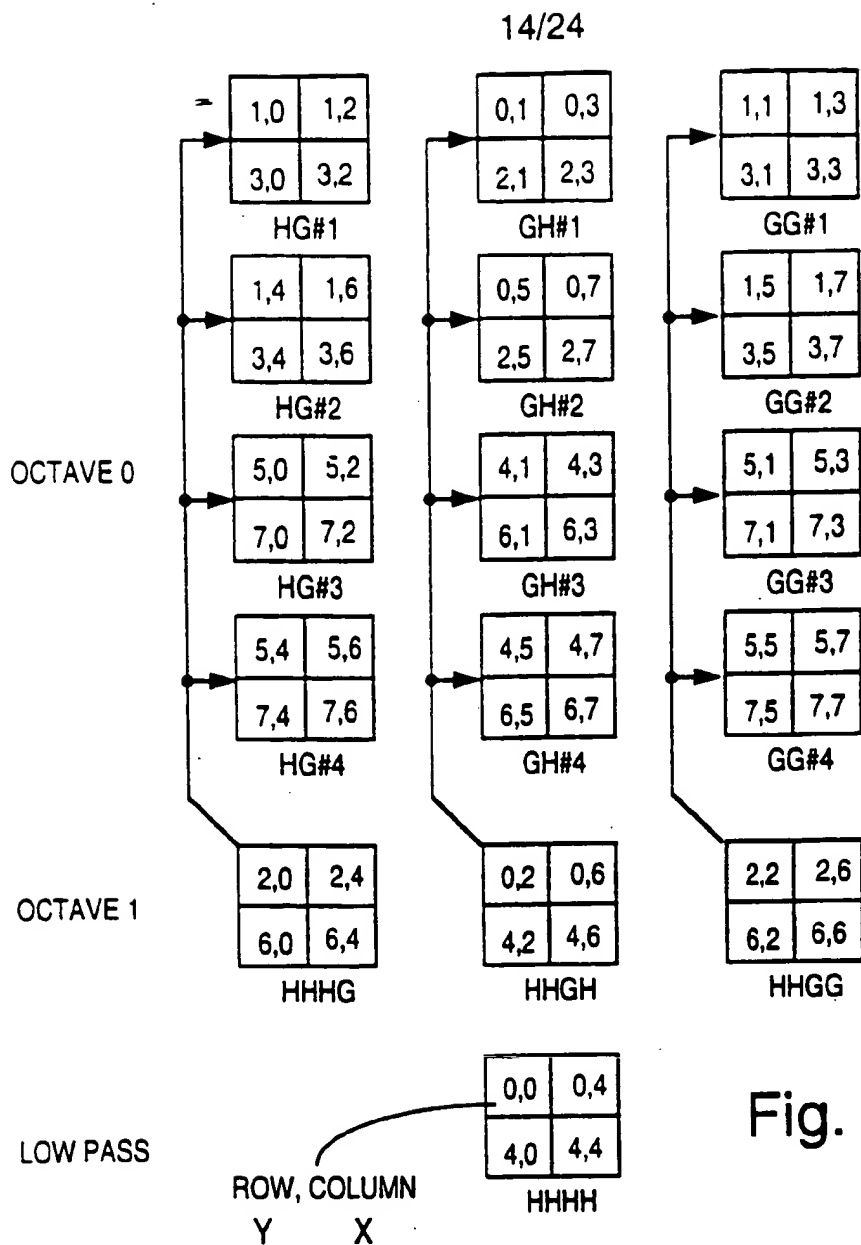 14/24
1,0 1,2 0,1 0,3 1,1 1,3
3,0 3,2 2,1 2,3 3,1 3,3
HG#1 GH#1 GG#1
1,4 1,6 0,5 0,7 1,5 1,7
3,4 3,6 2,5 2,7 3,5 3,7
HG#2 GH#2 GG#2
OCTAVE 0 5,0 5,2 4,1 4,3 5,1 5,3
7,0 7,2 6,1 6,3 7,1 7,3
HG#3 GH#3 GG#3
5,4 5,6 4,5 4,7 5,5 5,7
7,4 7,6 6,5 6,7 7,5 7,7
HG#4 GH#4 GG#4
2,0 2,4 0,2 0,6 2,2 2,6
OCTAVE 1 6,0 6,4 4,2 4,6 6,2 6,6
HHHG HHGH HHGG
0,0 0,4
Fig.
LOW PASS 4,0 4,4
ROW, COLUMN HHHH
Y X